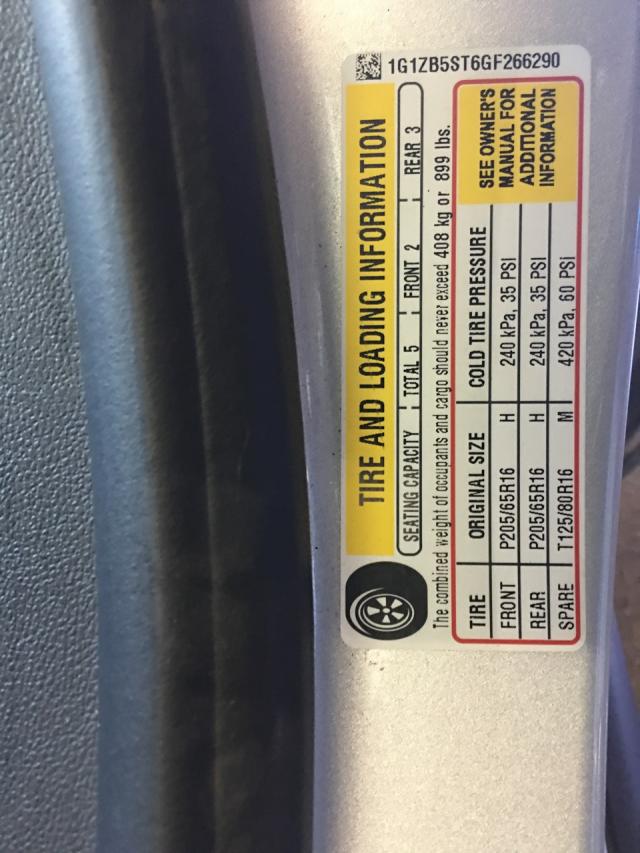 1G1ZB5ST6GF266290
TIRE AND LOADING INFORMATION
SEATING CAPACITY TOTAL 5 FRONT 2 REAR 3
The combined weight of occupants and cargo should never exceed 408 kg or 899 lbs.
TIRE ORIGINAL SIZE COLD TIRE PRESSURE
FRONT P205/65R16 H 240 kPa, 35 PSI
REAR P205/65R16 H 240 kPa, 35 PSI
SPARE T125/80R16 M 420 kPa, 60 PSI
SEE OWNER'S
MANUAL FOR
ADDITIONAL
INFORMATION